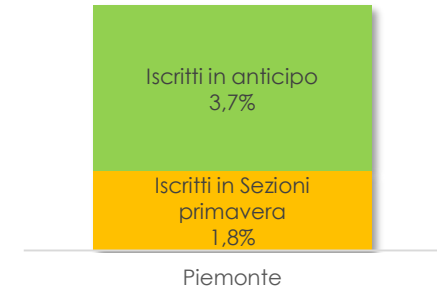 Iscritti in anticipo
3,7%
Iscritti in Sezioni
primavera
1,8%
Piemonte